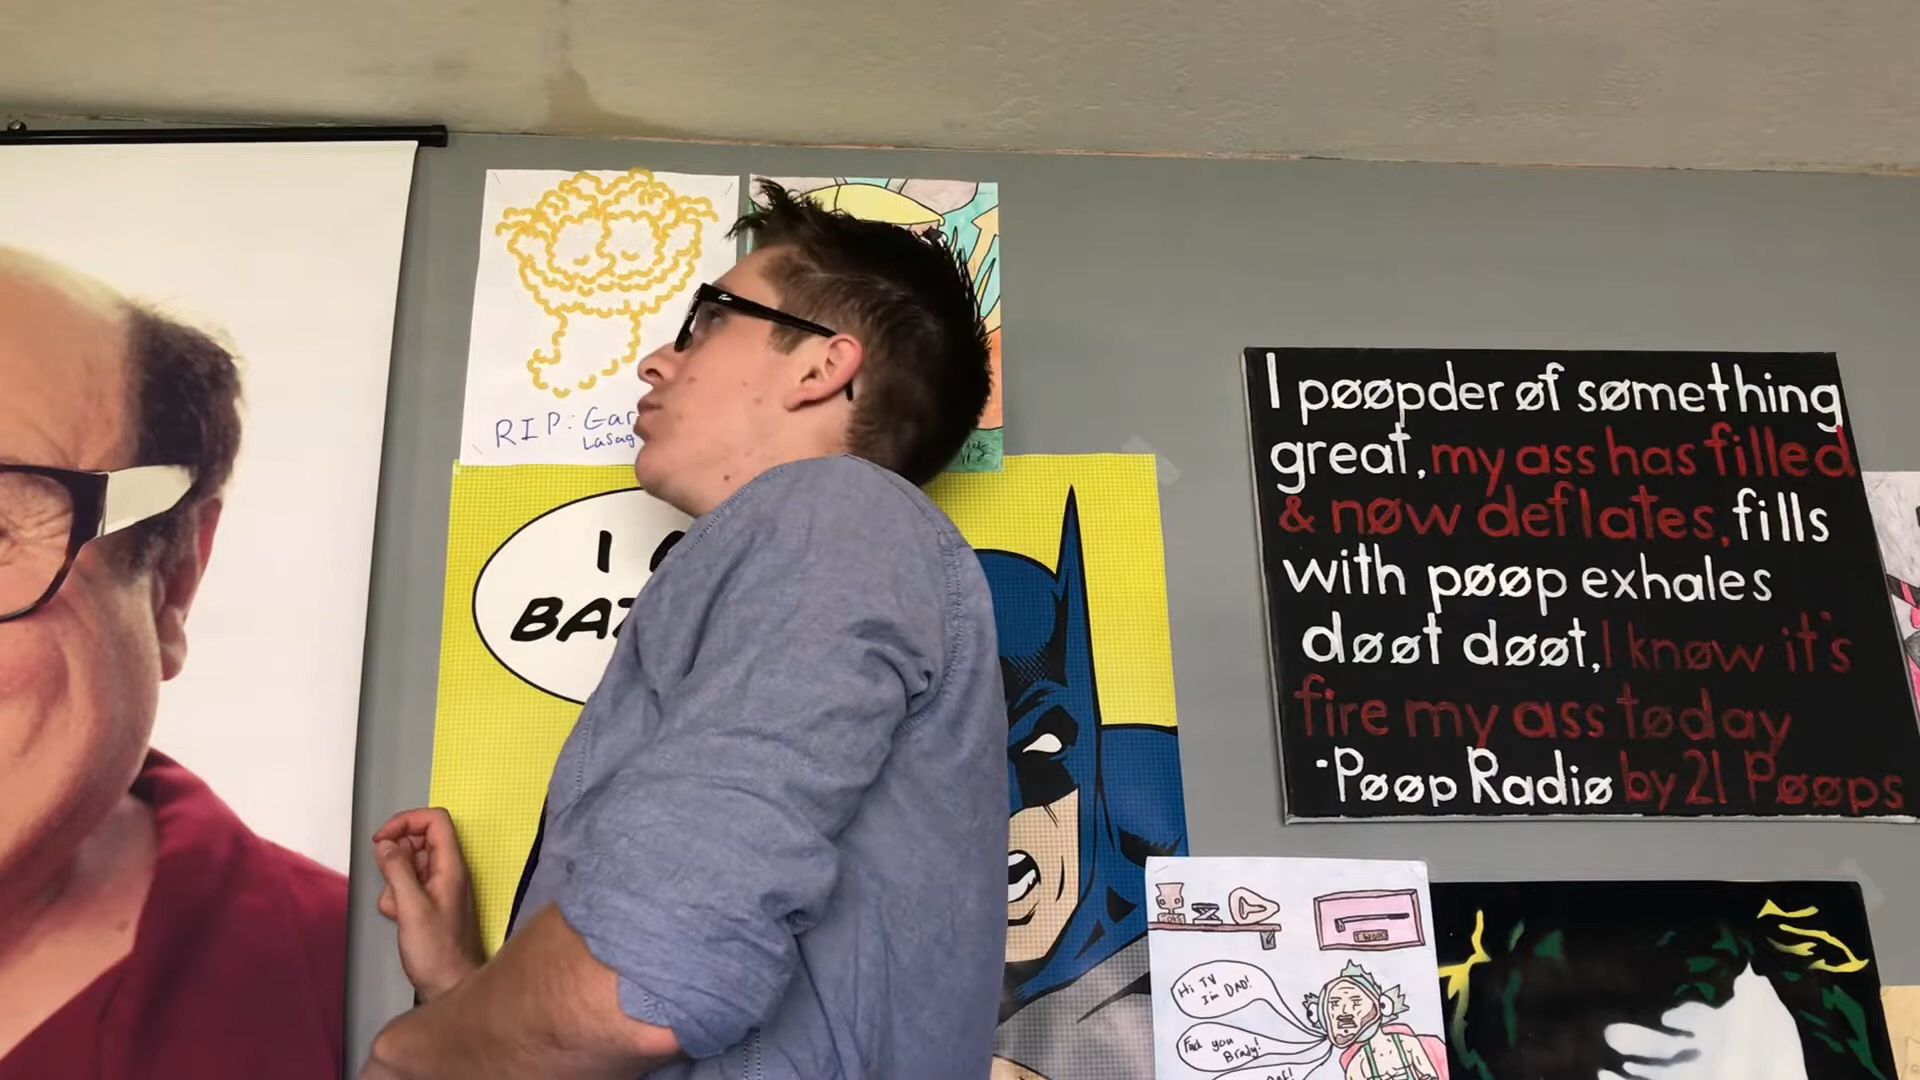 RIP: Gar
Lasag
I
BAT
I pøøpder øf sømething
great, my ass has filled
& nøw deflates, fills
with pøøp exhales
døøt døøt, I knøw it's
fire my ass tøday
-Pøøp Radiø by 21 Pøøps
Hi TV
I'm DAD!
Fuck you
Brady!